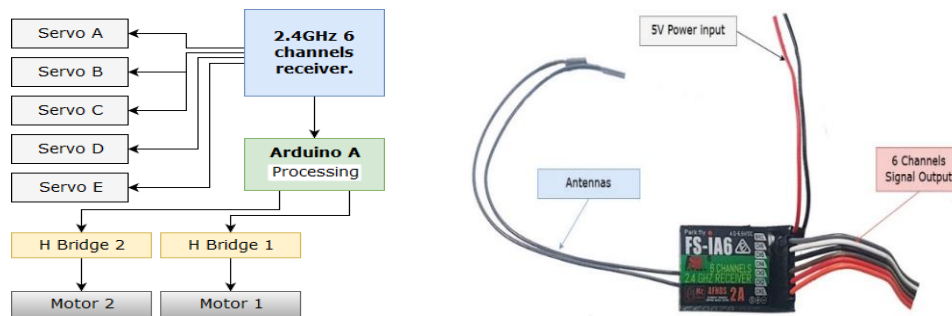 Servo A
Servo B
Servo C
Servo D
Servo E
2.4GHz 6
channels
receiver.
Arduino A
Processing
H Bridge 2
H Bridge 1
Motor 2
Motor 1
5V Power input
Antennas
6 Channels
Signal Output
FS-iA6
6 CHANNELS
2.4 GHZ RECEIVER
AFHDS
2A